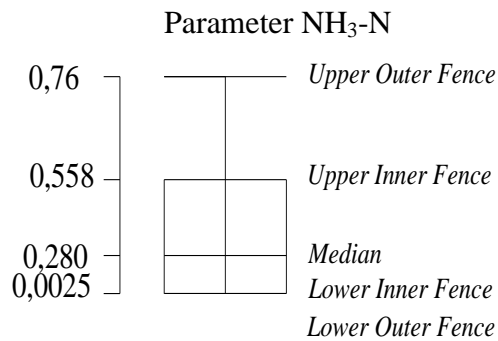 Parameter NH₃-N
0,76 Upper Outer Fence
0,558 Upper Inner Fence
0,280 Median
0,0025 Lower Inner Fence
Lower Outer Fence